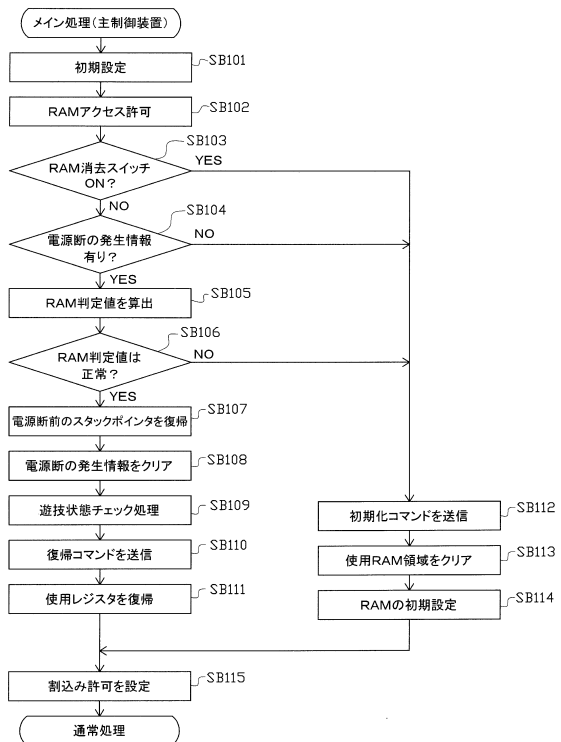 メイン処理(主制御装置)
初期設定
SB101
RAMアクセス許可
SB102
RAM消去スイッチ
ON?
SB103
YES
NO
電源断の発生情報
有り?
SB104
NO
YES
RAM判定値を算出
SB105
RAM判定値は
正常?
SB106
NO
YES
電源断前のスタックポインタを復帰
SB107
電源断の発生情報をクリア
SB108
遊技状態チェック処理
SB109
復帰コマンドを送信
SB110
使用レジスタを復帰
SB111
初期化コマンドを送信
SB112
使用RAM領域をクリア
SB113
RAMの初期設定
SB114
割込み許可を設定
SB115
通常処理